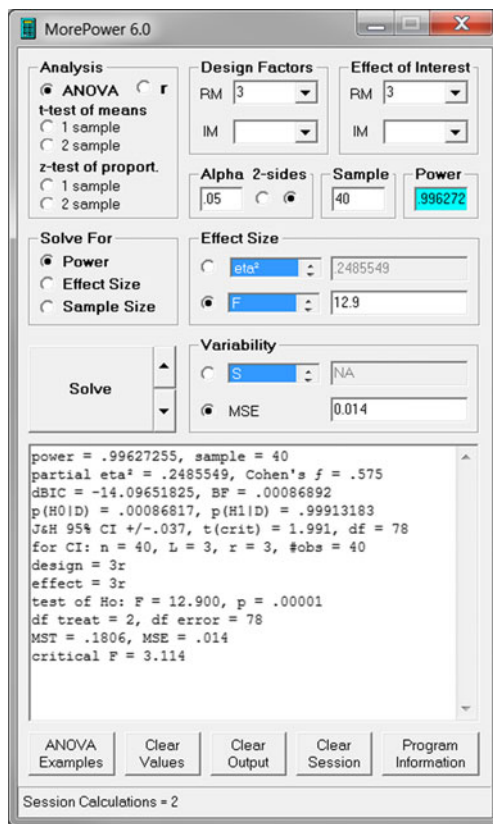 MorePower 6.0
Analysis
ANOVA r
t-test of means
1 sample
2 sample
z-test of proport.
1 sample
2 sample
Design Factors
RM 3
IM
Effect of Interest
RM 3
IM
Alpha 2-sides
.05
Sample
40
Power
.996272
Solve For
Power
Effect Size
Sample Size
Effect Size
eta² .2485549
F 12.9
Solve
Variability
S NA
MSE 0.014
power = .99627255, sample = 40
partial eta² = .2485549, Cohen's ƒ = .575
dBIC = -14.09651825, BF = .00086892
p(H0|D) = .00086817, p(H1|D) = .99913183
J&H 95% CI +/-.037, t(crit) = 1.991, df = 78
for CI: n = 40, L = 3, r = 3, #obs = 40
design = 3r
effect = 3r
test of Ho: F = 12.900, p = .00001
df treat = 2, df error = 78
MST = .1806, MSE = .014
critical F = 3.114
ANOVA Examples
Clear Values
Clear Output
Clear Session
Program Information
Session Calculations = 2